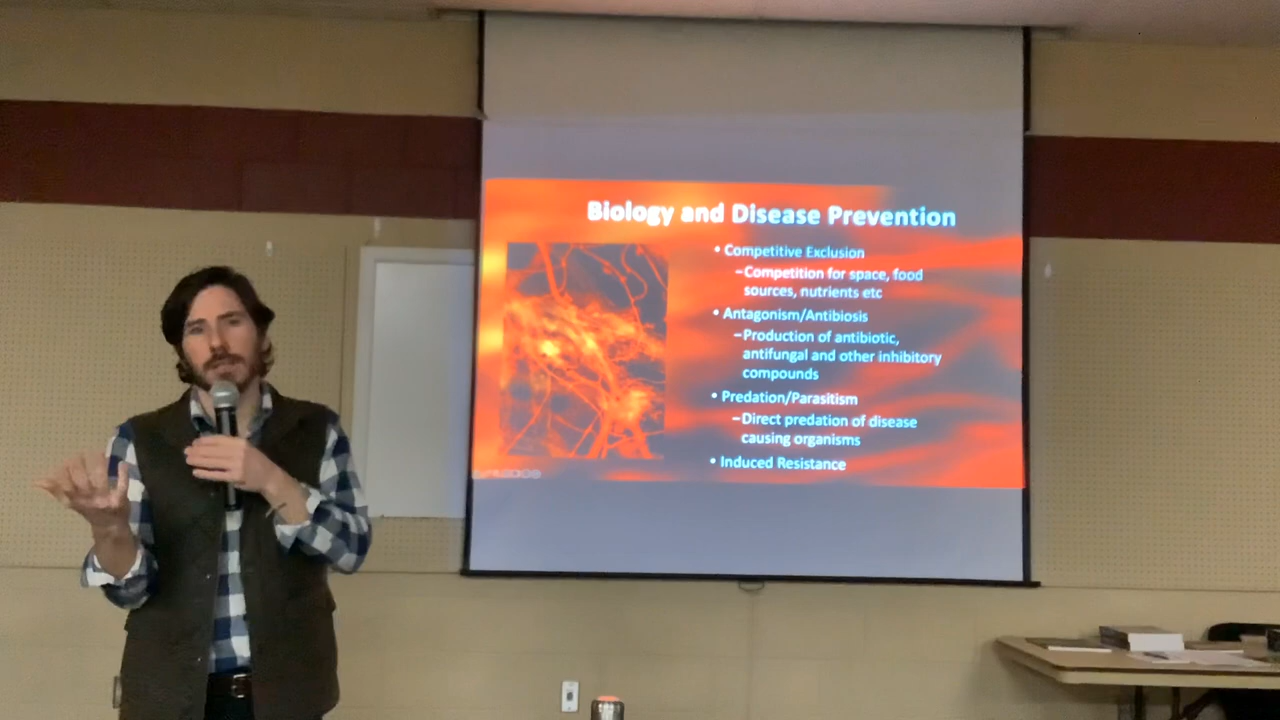 Biology and Disease Prevention
• Competitive Exclusion
–Competition for space, food
sources, nutrients etc
• Antagonism/Antibiosis
–Production of antibiotic,
antifungal and other inhibitory
compounds
• Predation/Parasitism
–Direct predation of disease
causing organisms
• Induced Resistance